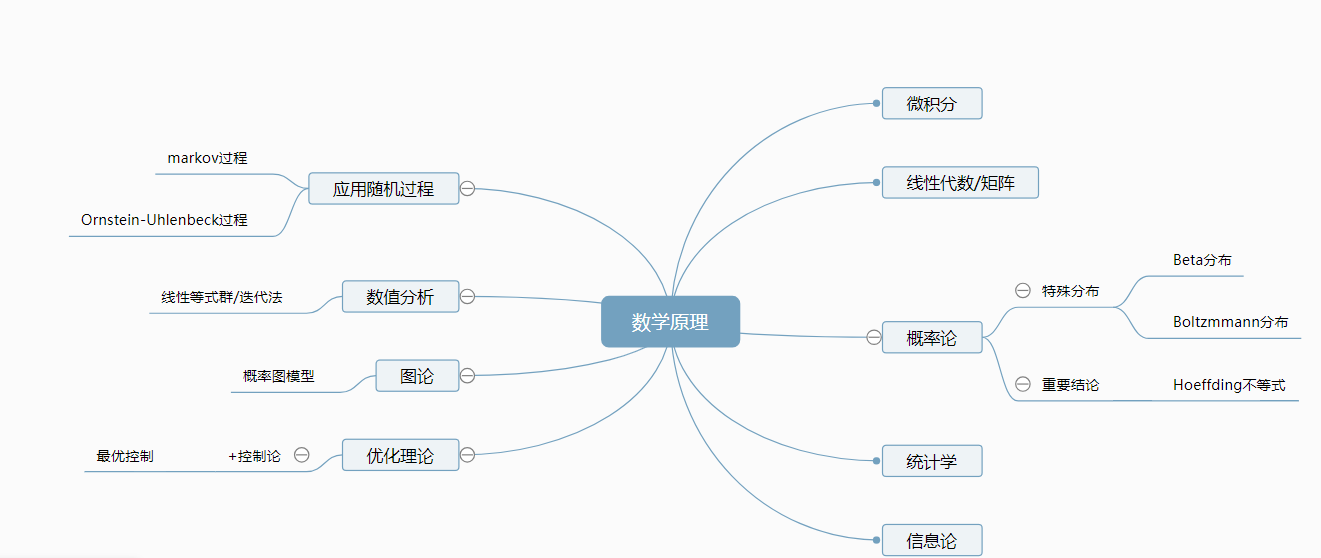 数学原理
微积分
线性代数/矩阵
概率论
特殊分布
Beta分布
Boltzmmann分布
重要结论
Hoeffding不等式
统计学
信息论
应用随机过程
markov过程
Ornstein-Uhlenbeck过程
数值分析
线性等式群/迭代法
图论
概率图模型
优化理论
+控制论
最优控制